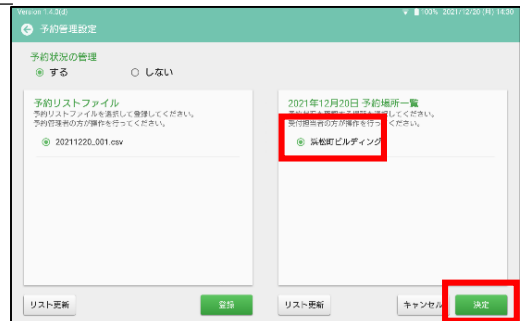 Version 1.4.0(d)
100% 2021/12/20 (月) 14:30
予約管理設定
予約状況の管理
する
しない
予約リストファイル
予約リストファイルを選択して登録してください。
予約管理者の方が操作を行ってください。
20211220_001.csv
2021年12月20日 予約場所一覧
してください。
受付担当者の方が操作を行ってください。
浜松町ビルディング
リスト更新
登録
リスト更新
キャンセル
決定